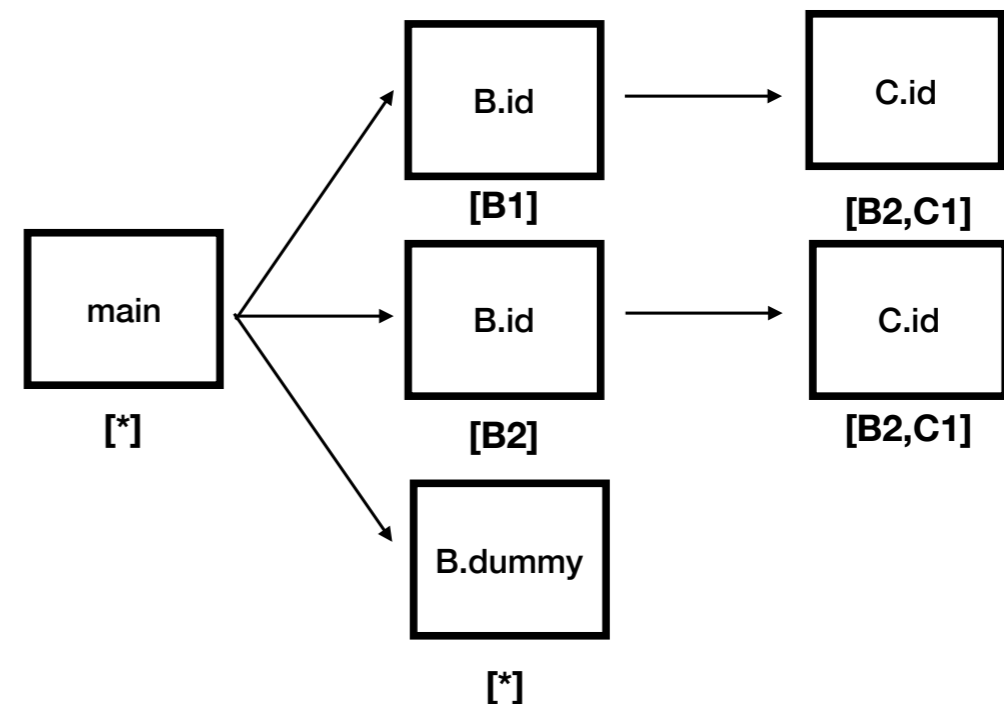 B.id
C.id
[B1]
[B2,C1]
main
B.id
C.id
[*]
[B2]
[B2,C1]
B.dummy
[*]